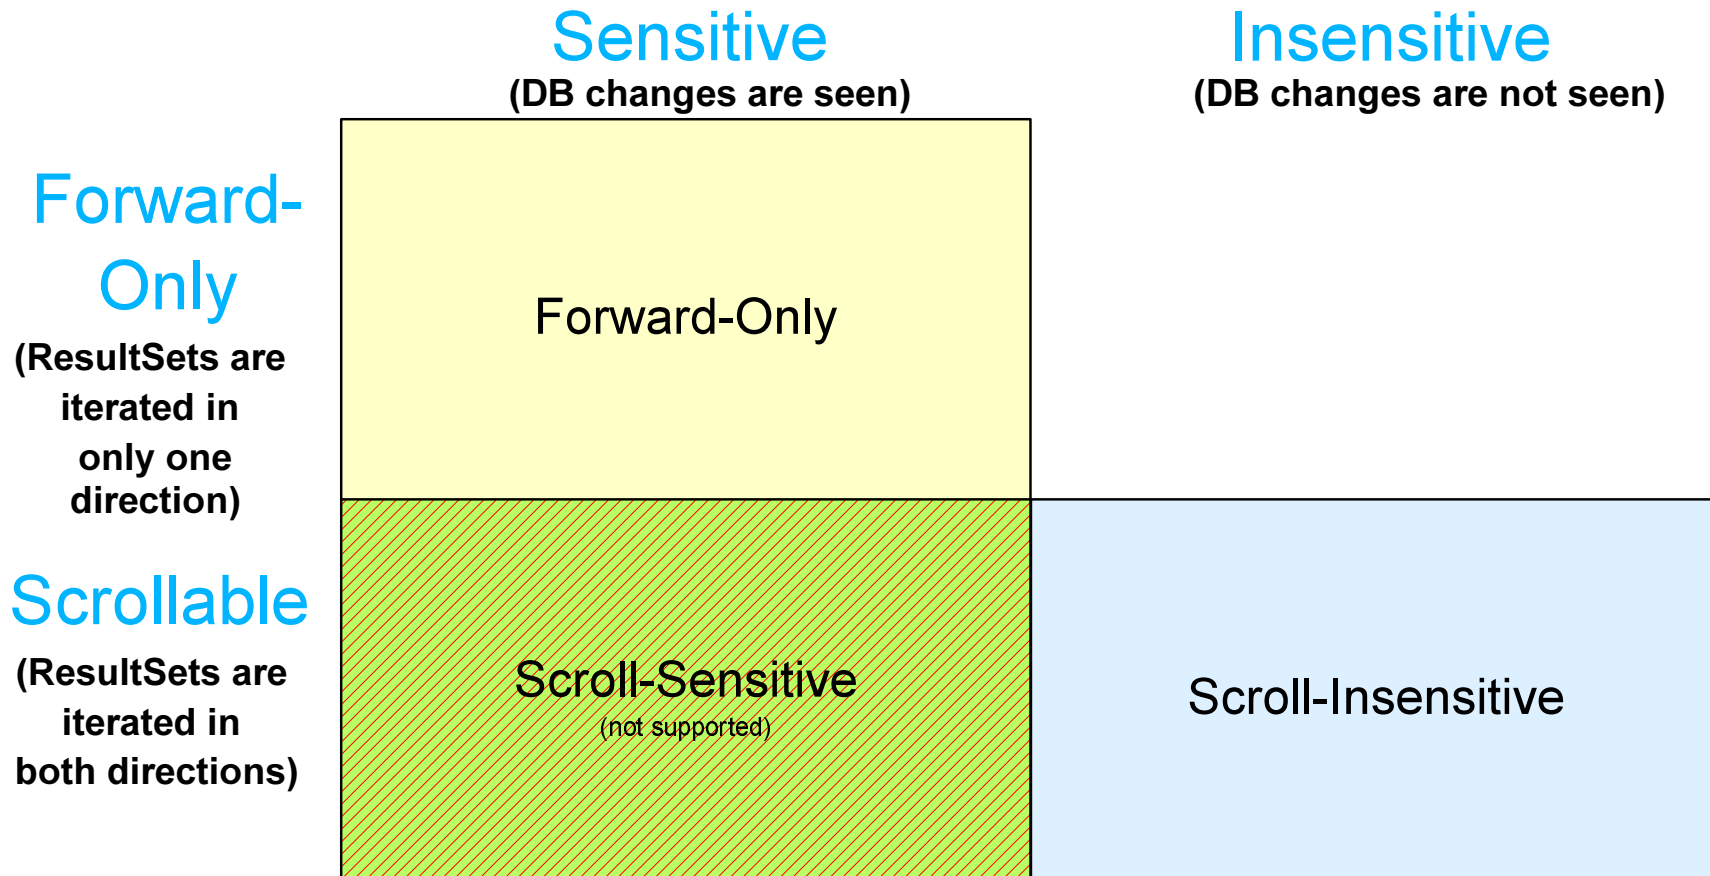 Sensitive
(DB changes are seen)
Insensitive
(DB changes are not seen)
Forward-
Only
(ResultSets are
iterated in
only one
direction)
Forward-Only
Scrollable
(ResultSets are
iterated in
both directions)
Scroll-Sensitive
(not supported)
Scroll-Insensitive